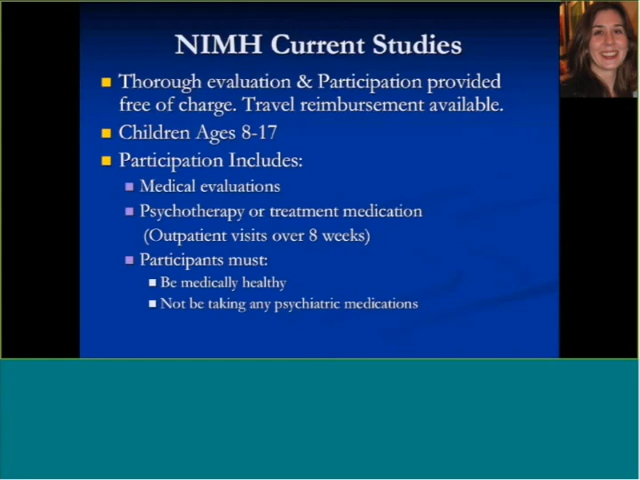 NIMH Current Studies
Thorough evaluation & Participation provided
free of charge. Travel reimbursement available.
Children Ages 8-17
Participation Includes:
Medical evaluations
Psychotherapy or treatment medication
(Outpatient visits over 8 weeks)
Participants must:
Be medically healthy
Not be taking any psychiatric medications